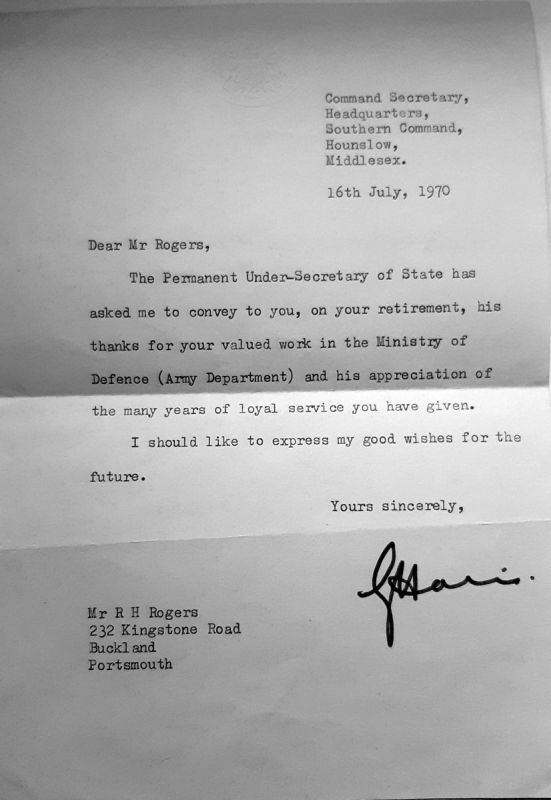 Command Secretary,
Headquarters,
Southern Command,
Hounslow,
Middlesex.
16th July, 1970
Dear Mr Rogers,
The Permanent Under-Secretary of State has
asked me to convey to you, on your retirement, his
thanks for your valued work in the Ministry of
Defence (Army Department) and his appreciation of
the many years of loyal service you have given.
I should like to express my good wishes for the
future.
Yours sincerely,
Mr R H Rogers
232 Kingstone Road
Buckland
Portsmouth